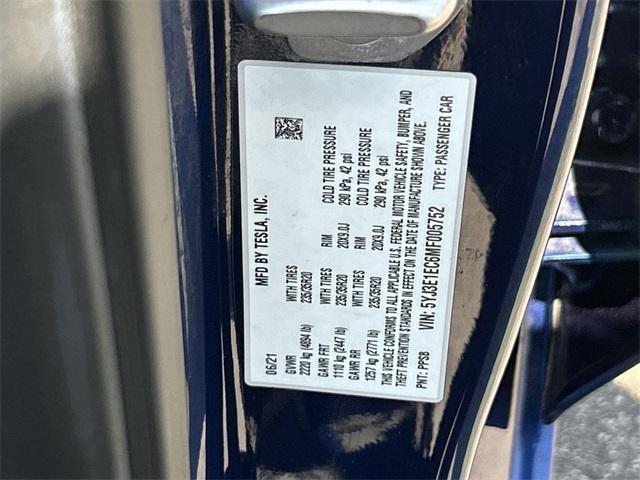 MFD BY TESLA, INC.
06/21
GVWR WITH TIRES
2220 kg (4894 lb) 235/35R20
GAWR FRT WITH TIRES RIM COLD TIRE PRESSURE
1110 kg (2447 lb) 235/35R20 20X9.0J 290 kPa, 42 psi
GAWR RR WITH TIRES RIM COLD TIRE PRESSURE
1257 kg (2771 lb) 235/35R20 20X9.0J 290 kPa, 42 psi
THIS VEHICLE CONFORMS TO ALL APPLICABLE U.S. FEDERAL MOTOR VEHICLE SAFETY, BUMPER, AND
THEFT PREVENTION STANDARDS IN EFFECT ON THE DATE OF MANUFACTURE SHOWN ABOVE.
VIN: 5YJ3E1EC6MF005752
PNT: PPSB TYPE: PASSENGER CAR